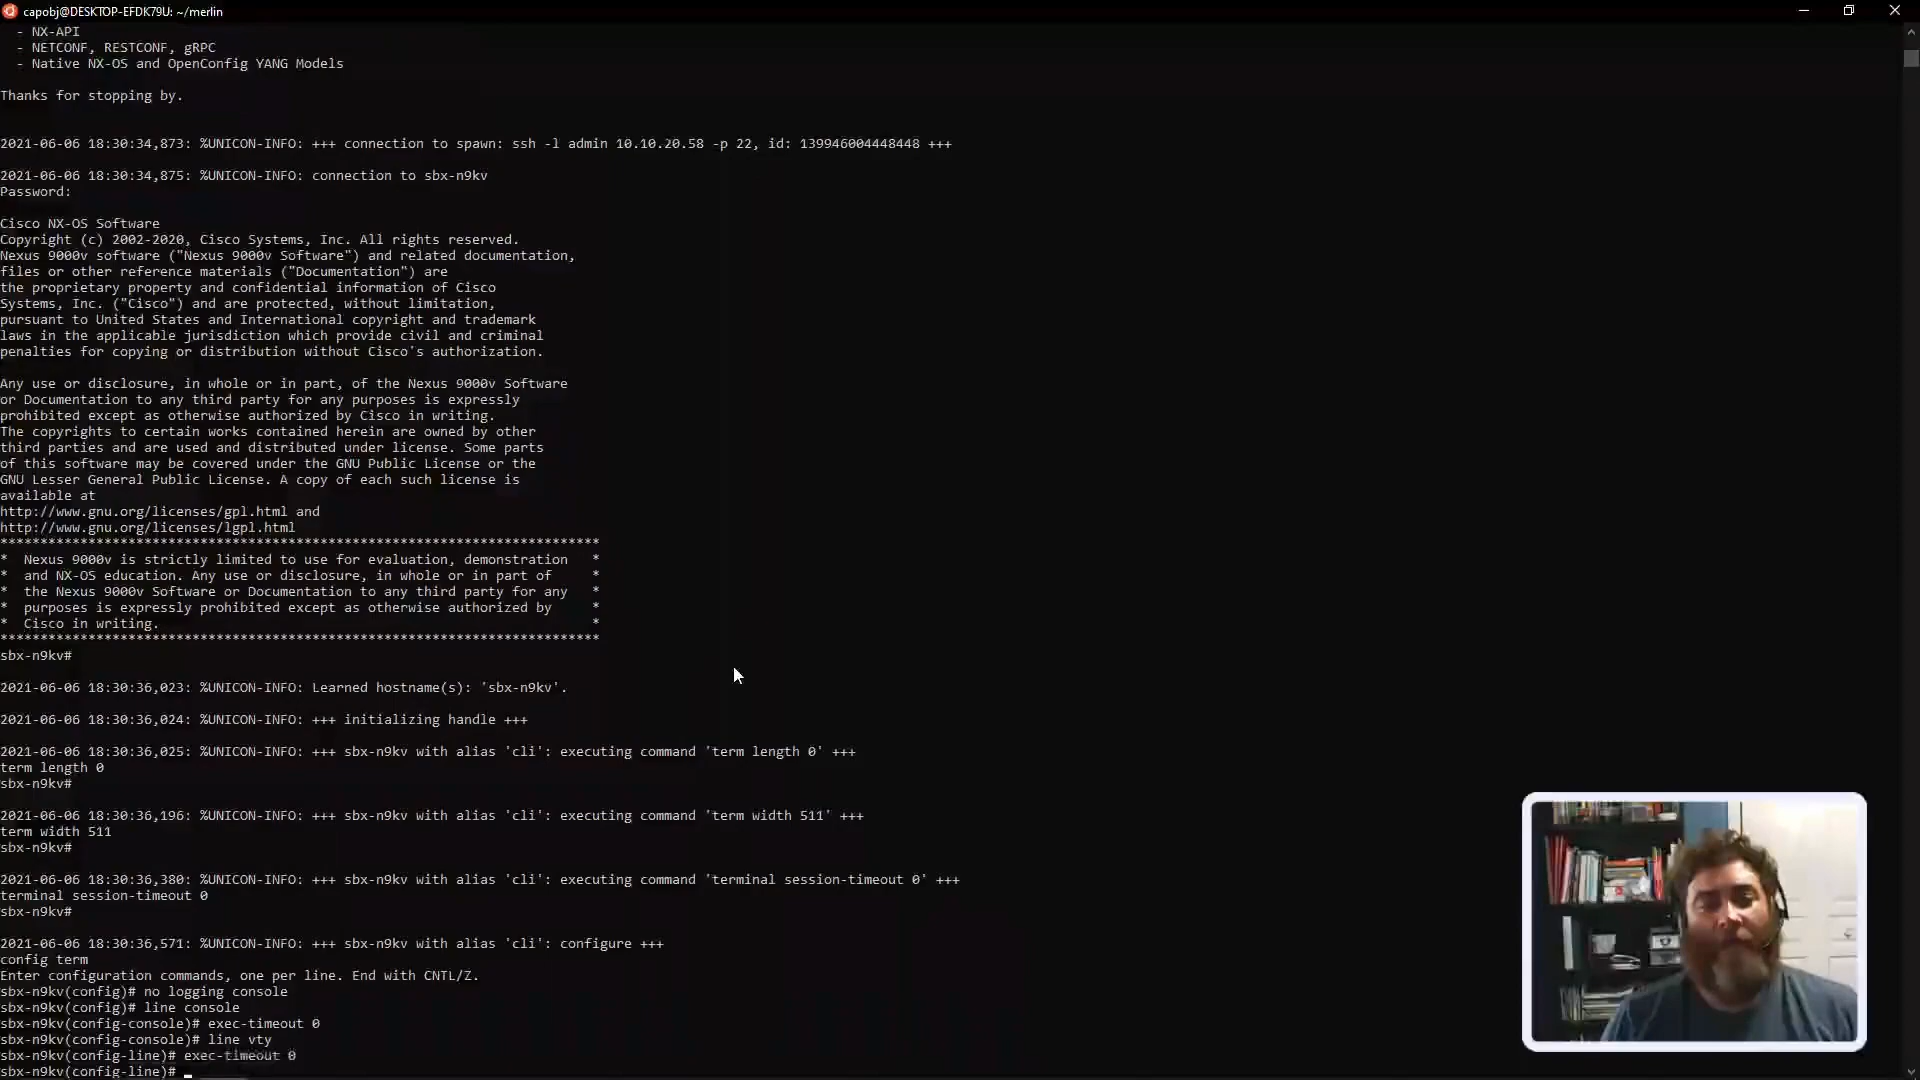 capobj@DESKTOP-EFDK79U: ~/merlin
- NX-API
- NETCONF, RESTCONF, gRPC
- Native NX-OS and OpenConfig YANG Models
Thanks for stopping by.
2021-06-06 18:30:34,873: %UNICON-INFO: +++ connection to spawn: ssh -l admin 10.10.20.58 -p 22, id: 139946004448448 +++
2021-06-06 18:30:34,875: %UNICON-INFO: connection to sbx-n9kv
Password:
Cisco NX-OS Software
Copyright (c) 2002-2020, Cisco Systems, Inc. All rights reserved.
Nexus 9000v software ("Nexus 9000v Software") and related documentation,
files or other reference materials ("Documentation") are
the proprietary property and confidential information of Cisco
Systems, Inc. ("Cisco") and are protected, without limitation,
pursuant to United States and International copyright and trademark
laws in the applicable jurisdiction which provide civil and criminal
penalties for copying or distribution without Cisco's authorization.
Any use or disclosure, in whole or in part, of the Nexus 9000v Software
or Documentation to any third party for any purposes is expressly
prohibited except as otherwise authorized by Cisco in writing.
The copyrights to certain works contained herein are owned by other
third parties and are used and distributed under license. Some parts
of this software may be covered under the GNU Public License or the
GNU Lesser General Public License. A copy of each such license is
available at
http://www.gnu.org/licenses/gpl.html and
http://www.gnu.org/licenses/lgpl.html
***************************************************************************
*  Nexus 9000v is strictly limited to use for evaluation, demonstration   *
*  and NX-OS education. Any use or disclosure, in whole or in part of     *
*  the Nexus 9000v Software or Documentation to any third party for any   *
*  purposes is expressly prohibited except as otherwise authorized by     *
*  Cisco in writing.                                                      *
***************************************************************************
sbx-n9kv#
2021-06-06 18:30:36,023: %UNICON-INFO: Learned hostname(s): 'sbx-n9kv'.
2021-06-06 18:30:36,024: %UNICON-INFO: +++ initializing handle +++
2021-06-06 18:30:36,025: %UNICON-INFO: +++ sbx-n9kv with alias 'cli': executing command 'term length 0' +++
term length 0
sbx-n9kv#
2021-06-06 18:30:36,196: %UNICON-INFO: +++ sbx-n9kv with alias 'cli': executing command 'term width 511' +++
term width 511
sbx-n9kv#
2021-06-06 18:30:36,380: %UNICON-INFO: +++ sbx-n9kv with alias 'cli': executing command 'terminal session-timeout 0' +++
terminal session-timeout 0
sbx-n9kv#
2021-06-06 18:30:36,571: %UNICON-INFO: +++ sbx-n9kv with alias 'cli': configure +++
config term
Enter configuration commands, one per line. End with CNTL/Z.
sbx-n9kv(config)# no logging console
sbx-n9kv(config)# line console
sbx-n9kv(config-console)# exec-timeout 0
sbx-n9kv(config-console)# line vty
sbx-n9kv(config-line)# exec-timeout 0
sbx-n9kv(config-line)#